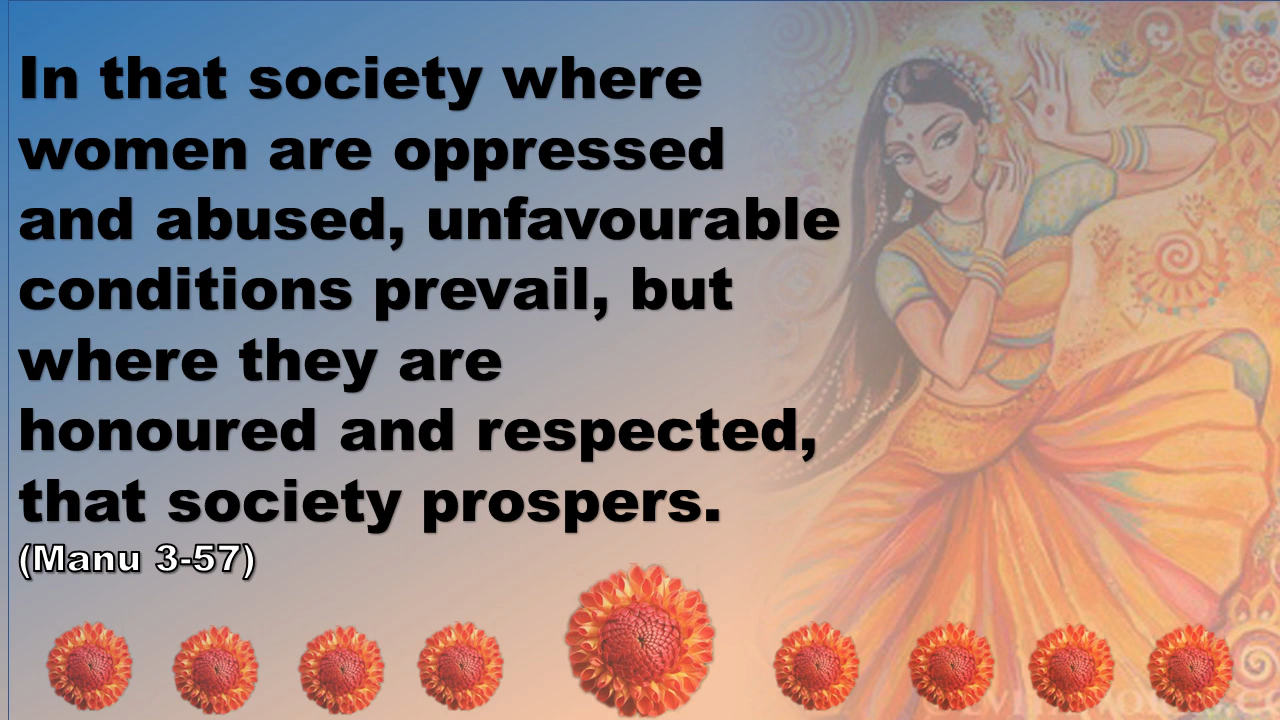 In that society where
women are oppressed
and abused, unfavourable
conditions prevail, but
where they are
honoured and respected,
that society prospers.
(Manu 3-57)